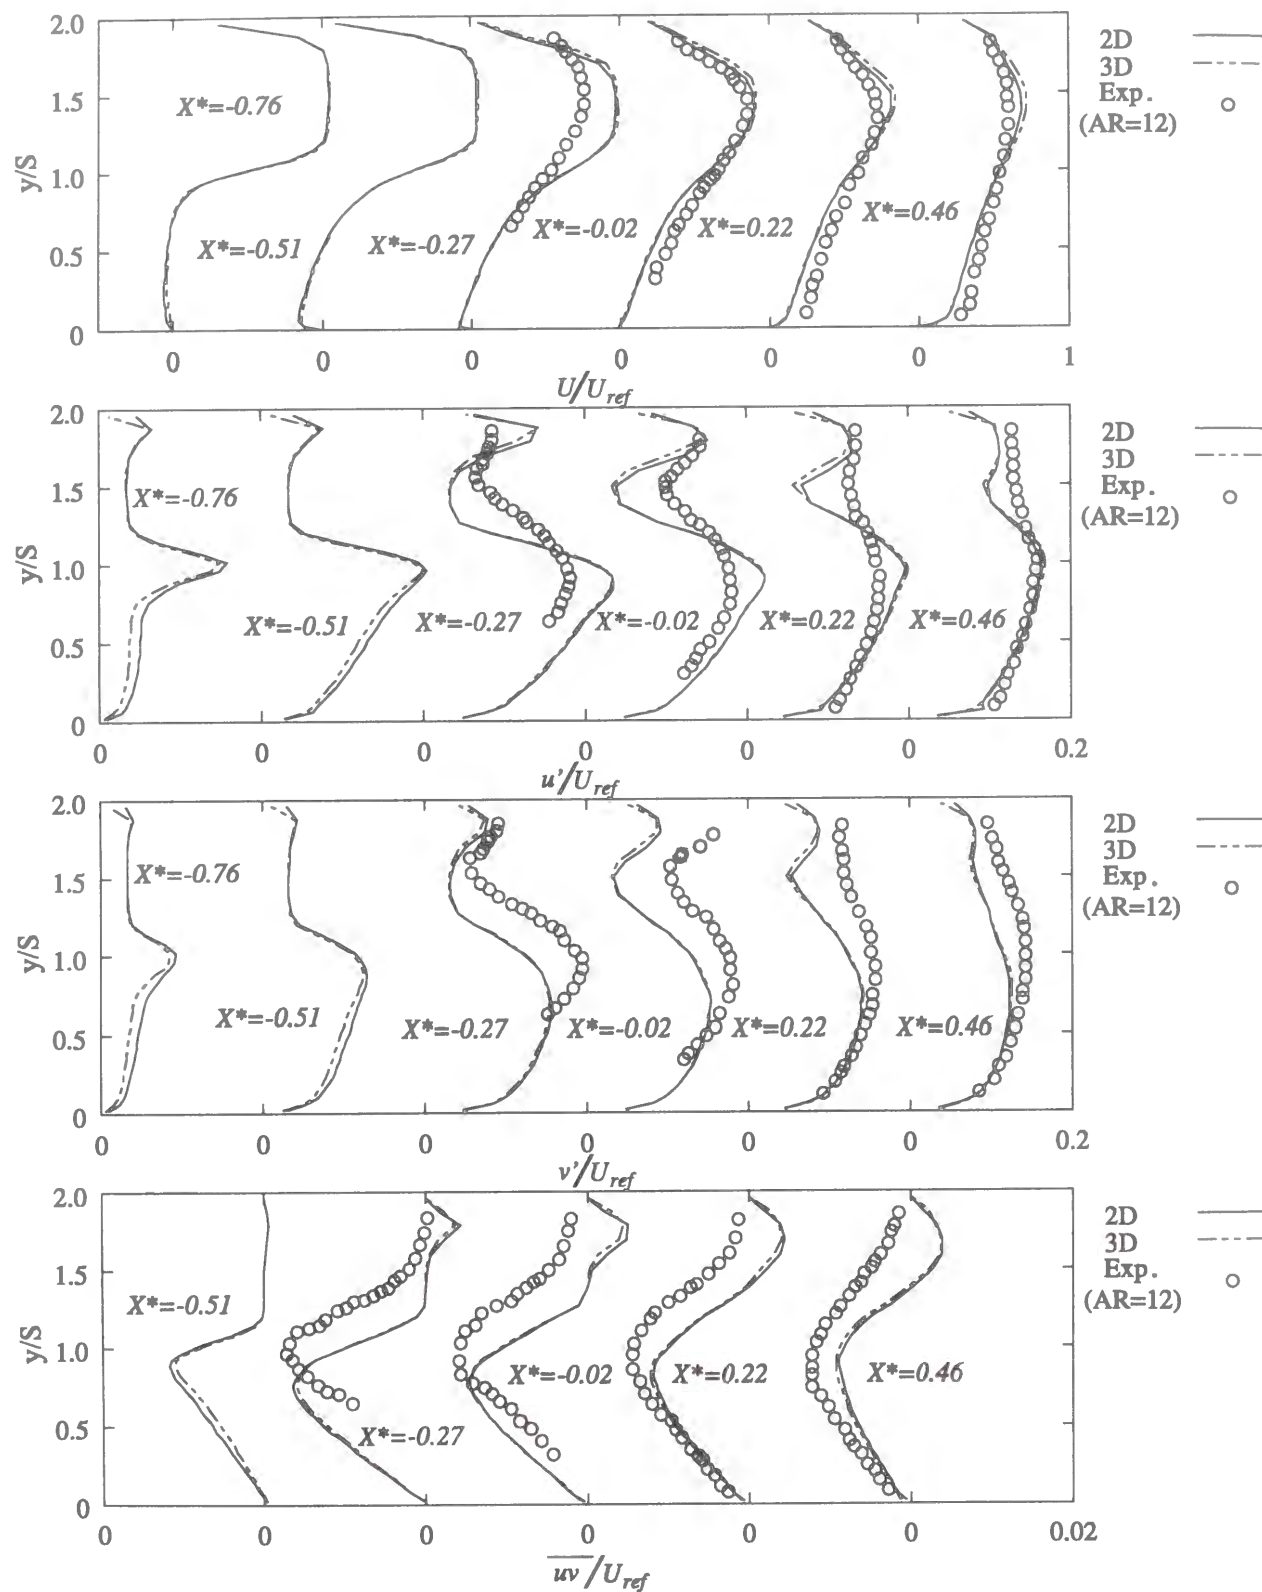 2.0
1.5
1.0
0.5
0
y/S
X*=-0.76
X*=-0.51
X*=-0.27
X*=-0.02
X*=0.22
X*=0.46
2D
3D
Exp.
(AR=12)
0 0 0 0 0 0 1
U/U_ref
2.0
1.5
1.0
0.5
0
y/S
X*=-0.76
X*=-0.51
X*=-0.27
X*=-0.02
X*=0.22
X*=0.46
2D
3D
Exp.
(AR=12)
0 0 0 0 0 0 0.2
u'/U_ref
2.0
1.5
1.0
0.5
0
y/S
X*=-0.76
X*=-0.51
X*=-0.27
X*=-0.02
X*=0.22
X*=0.46
2D
3D
Exp.
(AR=12)
0 0 0 0 0 0 0.2
v'/U_ref
2.0
1.5
1.0
0.5
0
y/S
X*=-0.51
X*=-0.27
X*=-0.02
X*=0.22
X*=0.46
2D
3D
Exp.
(AR=12)
0 0 0 0 0 0 0.02
u̅v̅/U_ref